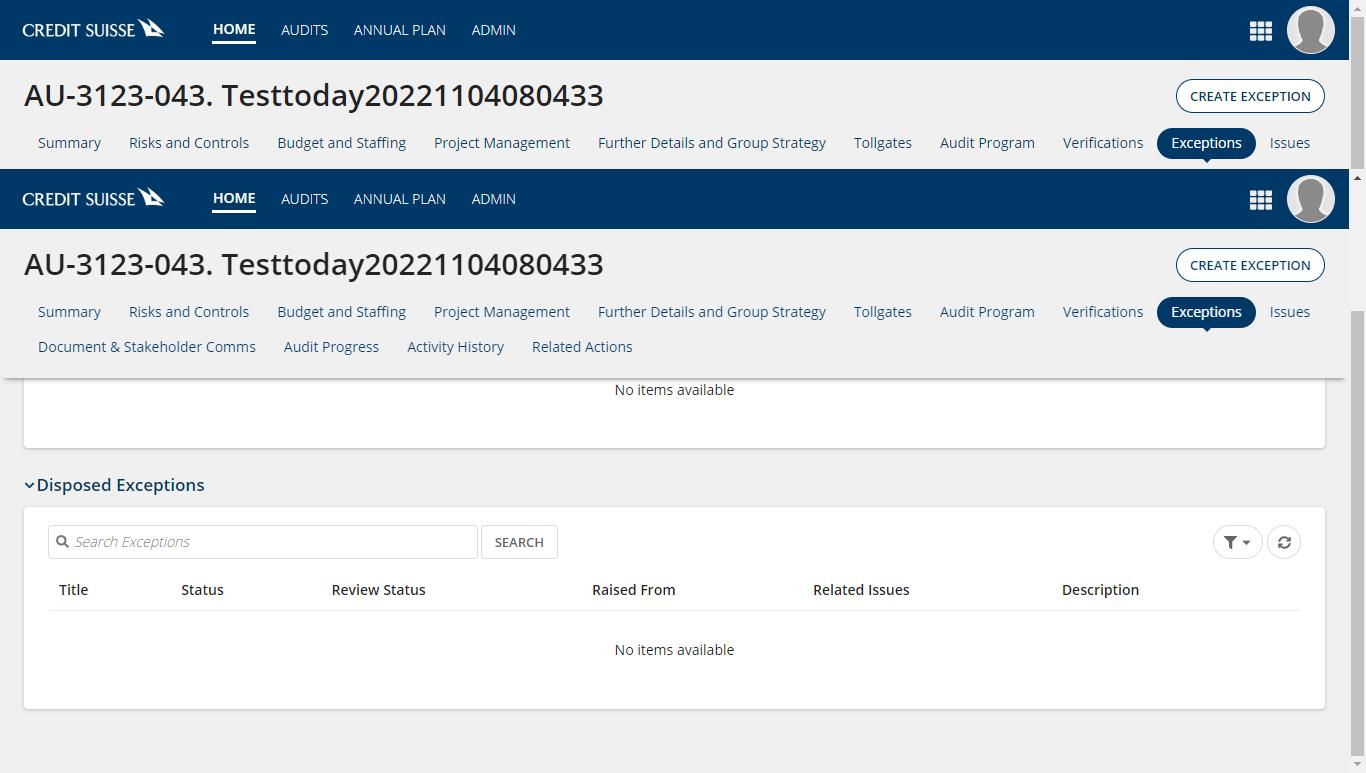 CREDIT SUISSE HOME AUDITS ANNUAL PLAN ADMIN
AU-3123-043. Testtoday20221104080433 CREATE EXCEPTION
Summary Risks and Controls Budget and Staffing Project Management Further Details and Group Strategy Tollgates Audit Program Verifications Exceptions Issues
CREDIT SUISSE HOME AUDITS ANNUAL PLAN ADMIN
AU-3123-043. Testtoday20221104080433 CREATE EXCEPTION
Summary Risks and Controls Budget and Staffing Project Management Further Details and Group Strategy Tollgates Audit Program Verifications Exceptions Issues
Document & Stakeholder Comms Audit Progress Activity History Related Actions
No items available
Disposed Exceptions
Search Exceptions SEARCH
Title Status Review Status Raised From Related Issues Description
No items available